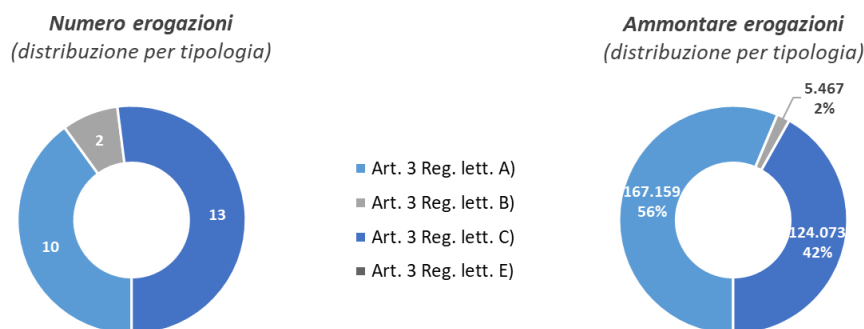 Numero erogazioni
(distribuzione per tipologia)
2
13
10
Art. 3 Reg. lett. A)
Art. 3 Reg. lett. B)
Art. 3 Reg. lett. C)
Art. 3 Reg. lett. E)
Ammontare erogazioni
(distribuzione per tipologia)
5.467
2%
167.159
56%
124.073
42%